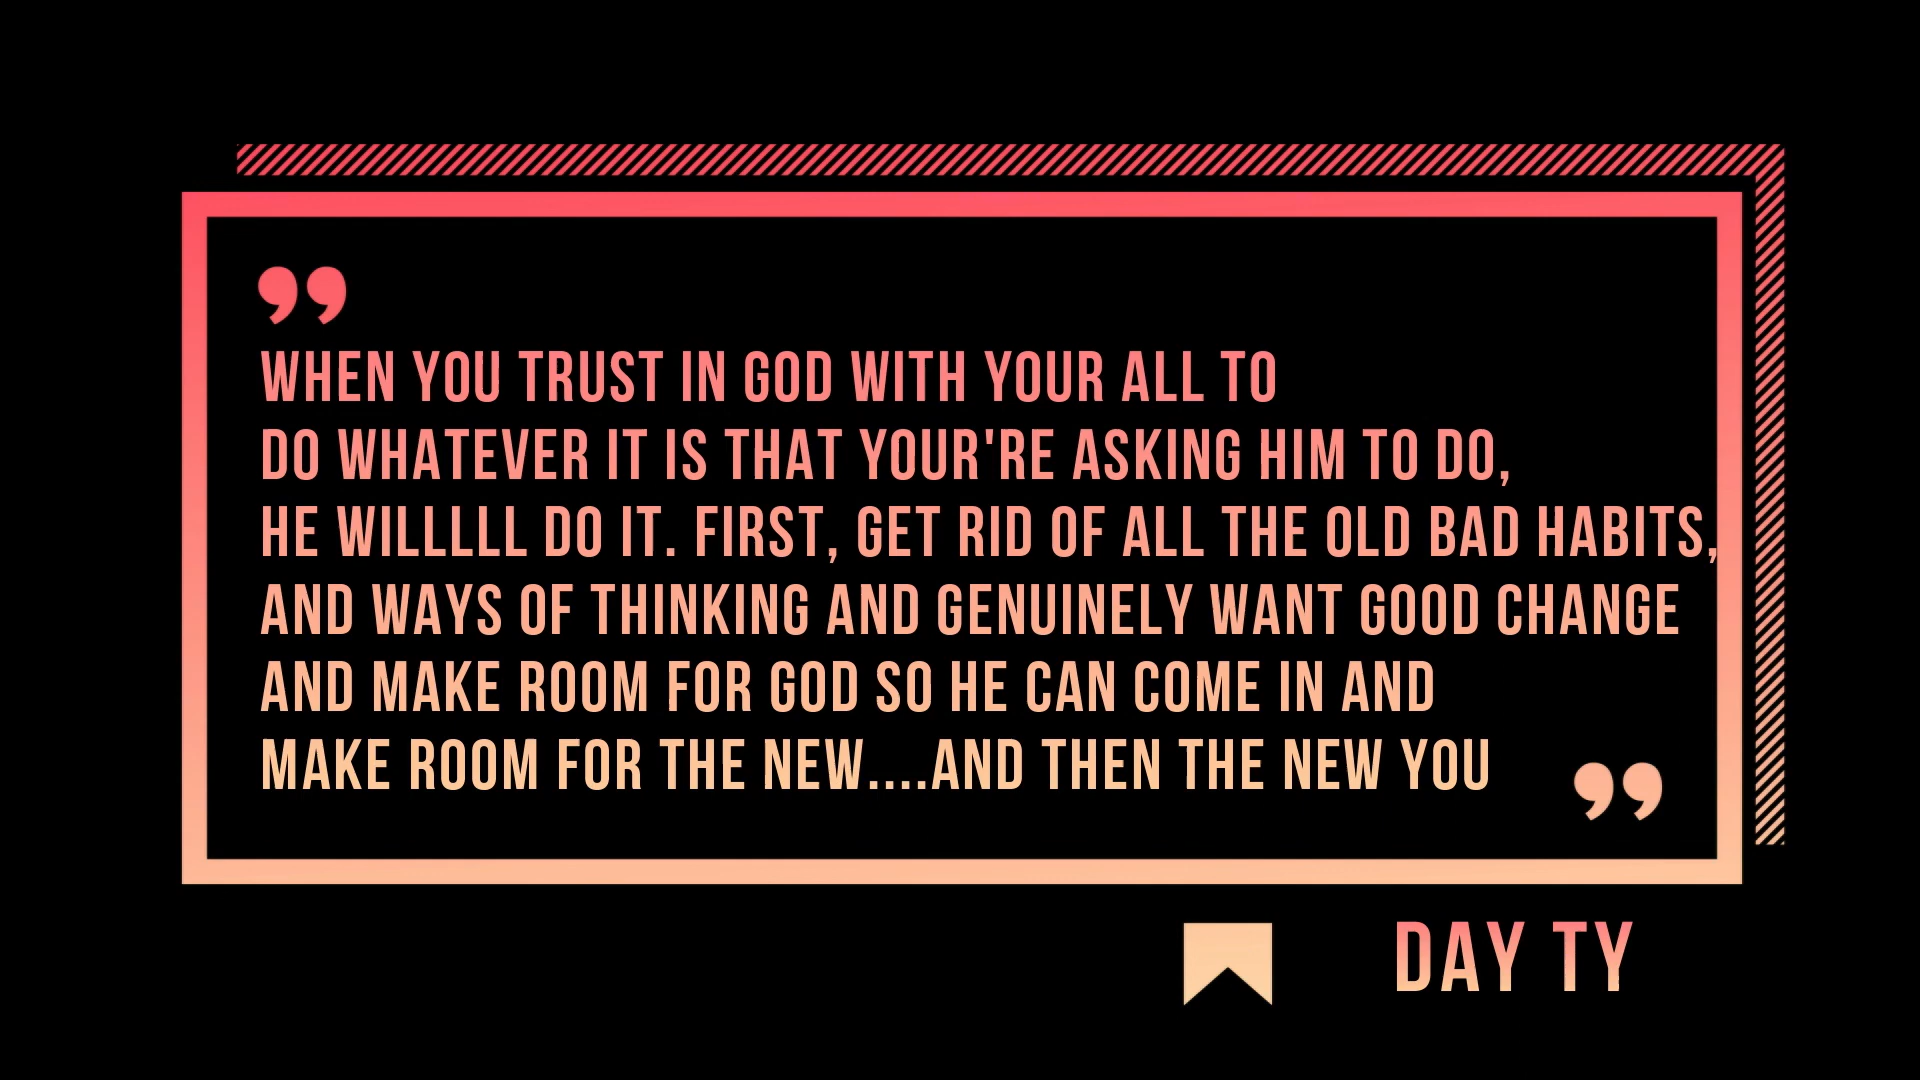 ”
WHEN YOU TRUST IN GOD WITH YOUR ALL TO
DO WHATEVER IT IS THAT YOUR'RE ASKING HIM TO DO,
HE WILLLLL DO IT. FIRST, GET RID OF ALL THE OLD BAD HABITS,
AND WAYS OF THINKING AND GENUINELY WANT GOOD CHANGE
AND MAKE ROOM FOR GOD SO HE CAN COME IN AND
MAKE ROOM FOR THE NEW....AND THEN THE NEW YOU
”
DAY TY